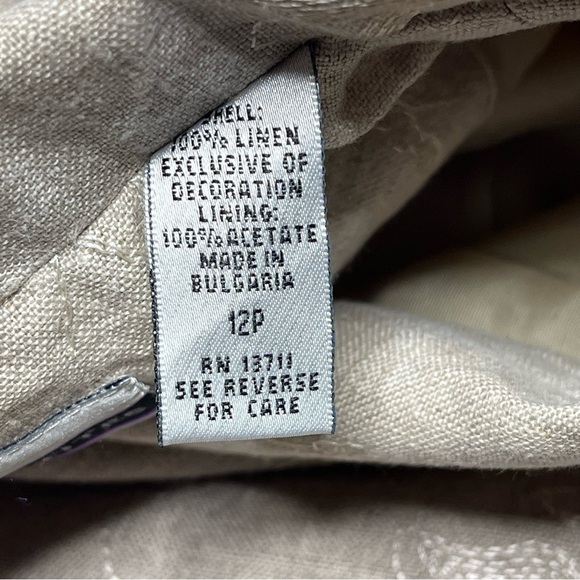 SHELL:
100% LINEN
EXCLUSIVE OF
DECORATION
LINING:
100% ACETATE
MADE IN
BULGARIA
12P
RN 13711
SEE REVERSE
FOR CARE